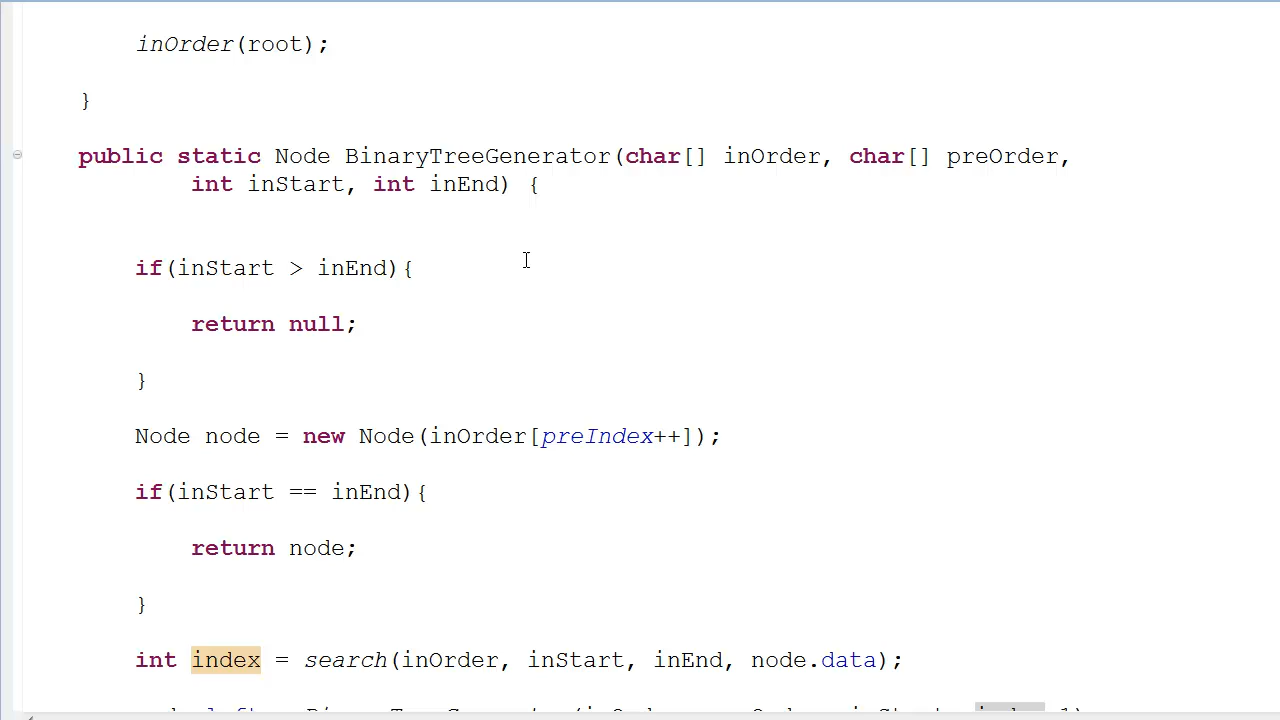 inOrder(root);
}
public static Node BinaryTreeGenerator(char[] inOrder, char[] preOrder,
int inStart, int inEnd) {
if(inStart > inEnd){
return null;
}
Node node = new Node(inOrder[preIndex++]);
if(inStart == inEnd){
return node;
}
int index = search(inOrder, inStart, inEnd, node.data);